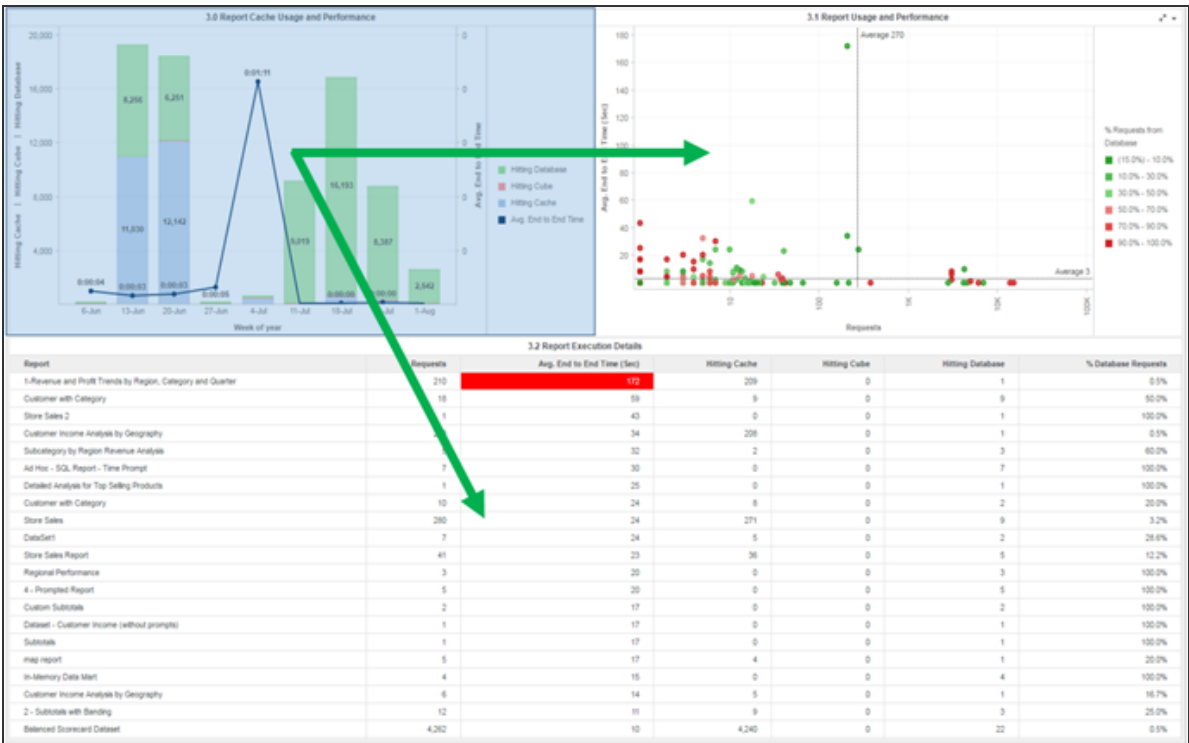 3.0 Report Cache Usage and Performance
20,000
16,000
12,000
8,000
4,000
Hitting Cache | Hitting Cube | Hitting Database
0
0
0
0
0
Avg. End to End Time
8,256
11,038
6,251
12,142
9,019
16,193
8,387
2,542
0:00:04
0:00:03
0:00:03
0:00:05
0:01:11
0:00:00
0:00:00
6-Jun 13-Jun 20-Jun 27-Jun 4-Jul 11-Jul 18-Jul Jul 1-Aug
Week of year
Hitting Database
Hitting Cube
Hitting Cache
Avg. End to End Time
3.1 Report Usage and Performance
180
160
140
120
100
80
60
40
20
Avg. End to End Time (Sec)
Average 270
Average 3
10 100 1K 10K 100K
Requests
% Requests from
Database
(15.0%) - 10.0%
10.0% - 30.0%
30.0% - 50.0%
50.0% - 70.0%
70.0% - 90.0%
90.0% - 100.0%
3.2 Report Execution Details
Report Requests Avg. End to End Time (Sec) Hitting Cache Hitting Cube Hitting Database % Database Requests
1-Revenue and Profit Trends by Region, Category and Quarter 210 172 209 0 1 0.5%
Customer with Category 18 59 9 0 9 50.0%
Store Sales 2 1 43 0 0 1 100.0%
Customer Income Analysis by Geography 34 208 0 1 0.5%
Subcategory by Region Revenue Analysis 32 2 0 3 60.0%
Ad Hoc - SQL Report - Time Prompt 7 30 0 0 7 100.0%
Detailed Analysis for Top Selling Products 1 25 0 0 1 100.0%
Customer with Category 10 24 8 0 2 20.0%
Store Sales 280 24 271 0 9 3.2%
DataSet1 7 24 5 0 2 28.6%
Store Sales Report 41 23 36 0 5 12.2%
Regional Performance 3 20 0 0 3 100.0%
4 - Prompted Report 5 20 0 0 5 100.0%
Custom Subtotals 2 17 0 0 2 100.0%
Dataset - Customer Income (without prompts) 1 17 0 0 1 100.0%
Subtotals 1 17 0 0 1 100.0%
map report 5 17 4 0 1 20.0%
In-Memory Data Mart 4 15 0 0 4 100.0%
Customer Income Analysis by Geography 6 14 5 0 1 16.7%
2 - Subtotals with Banding 12 11 9 0 3 25.0%
Balanced Scorecard Dataset 4,262 10 4,240 0 22 0.5%